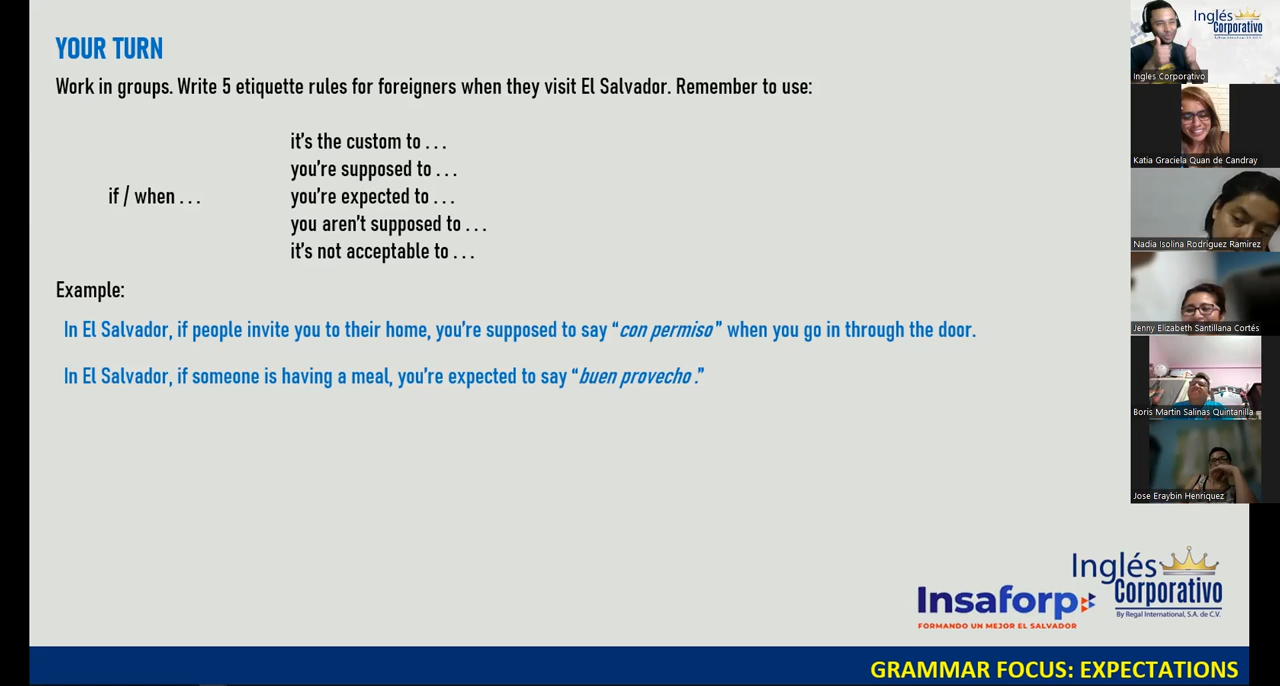 YOUR TURN
Work in groups. Write 5 etiquette rules for foreigners when they visit El Salvador. Remember to use:
it's the custom to . . .
you're supposed to . . .
if / when . . .
you're expected to . . .
you aren't supposed to . . .
it's not acceptable to . . .
Example:
In El Salvador, if people invite you to their home, you're supposed to say “con permiso” when you go in through the door.
In El Salvador, if someone is having a meal, you're expected to say “buen provecho.”
Inglés
Corporativo
Ingles Corporativo
Katia Graciela Quan de Candray
Nadia Isolina Rodriguez Ramirez
Jenny Elizabeth Santillana Cortés
Boris Martin Salinas Quintanilla
Jose Eraybin Henriquez
Inglés
Corporativo
By Regal International, S.A. de C.V.
Insaforp
FORMANDO UN MEJOR EL SALVADOR
GRAMMAR FOCUS: EXPECTATIONS